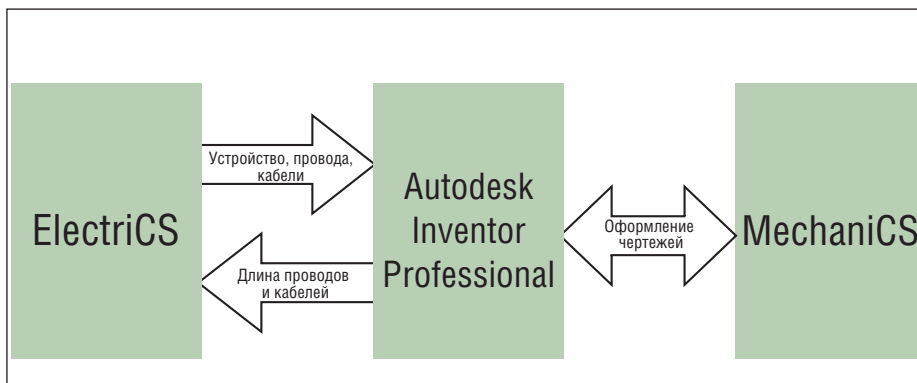 ElectriCS
Устройство, провода,
кабели
Длина проводов
и кабелей
Autodesk
Inventor
Professional
Оформление
чертежей
MechaniCS